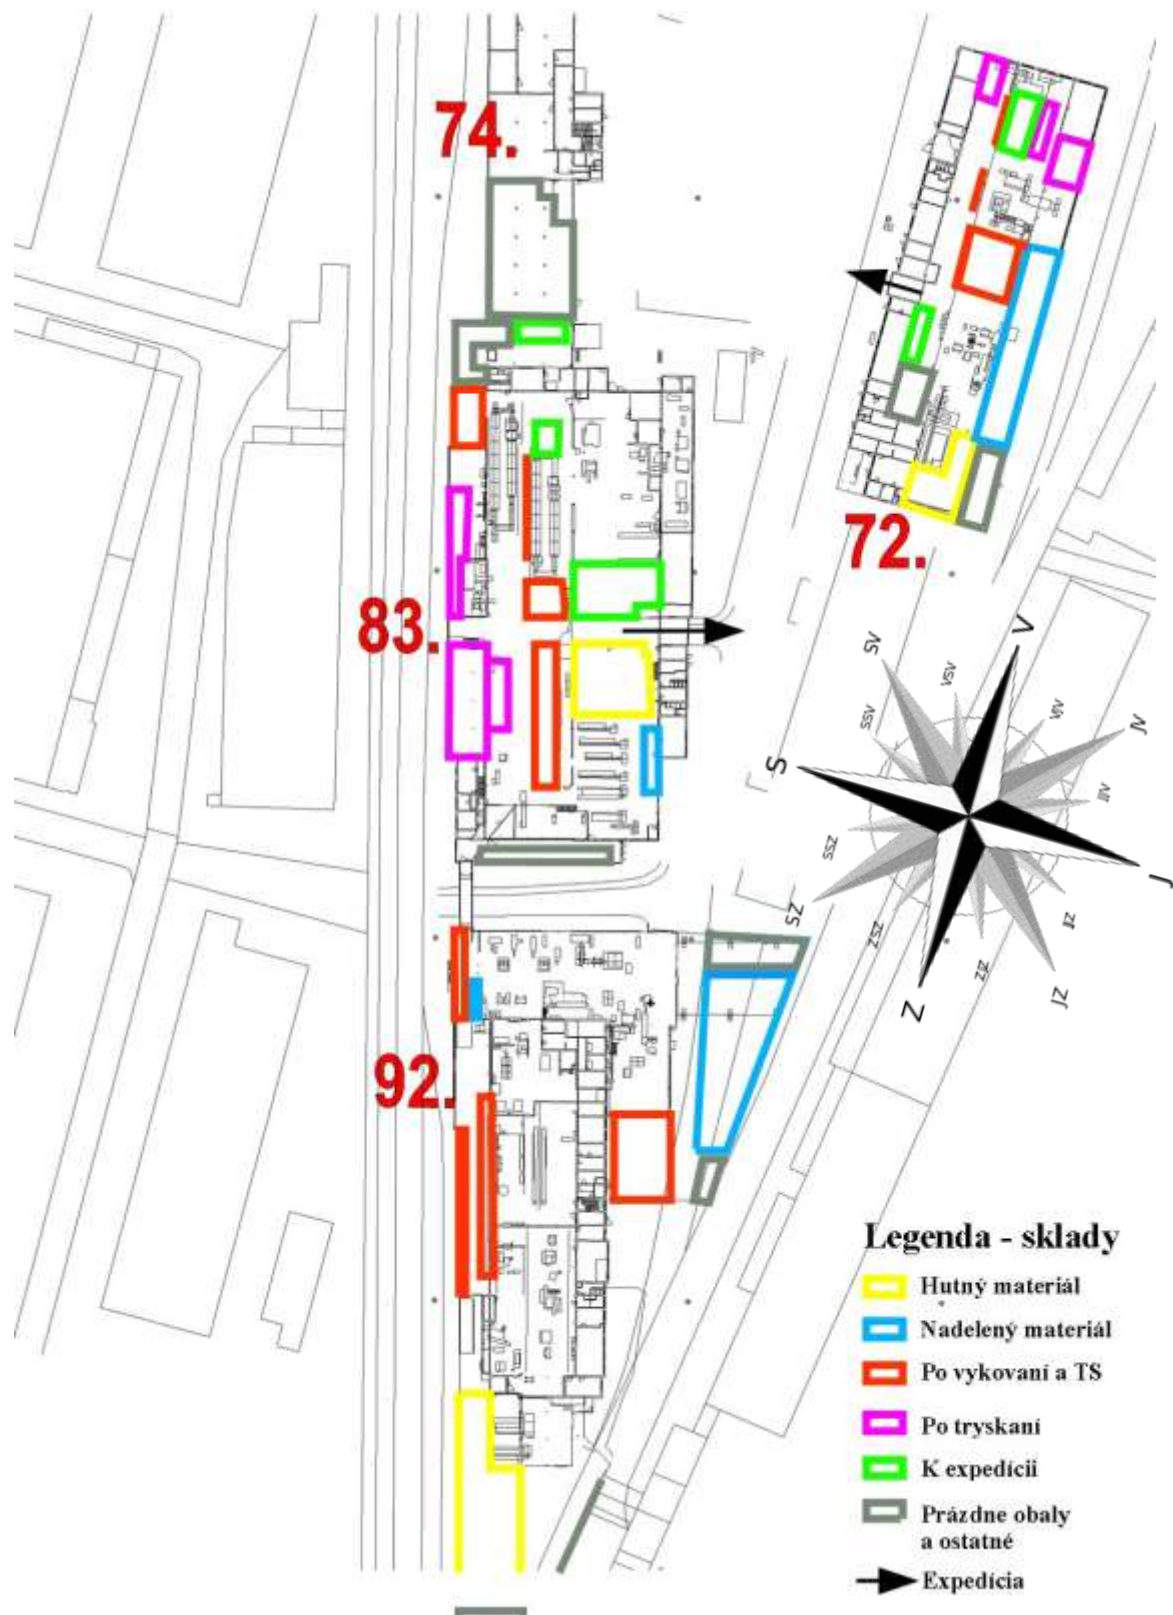 74.
72.
83.
V
SV
VSV
VJV
SSV
JV
S
JJV
SSZ
J
SZ
ZSZ
JJZ
ZJZ
JZ
Z
92.
Legenda - sklady
Hutný materiál
Nadelený materiál
Po vykovaní a TS
Po tryskaní
K expedícii
Prázdne obaly
a ostatné
Expedícia